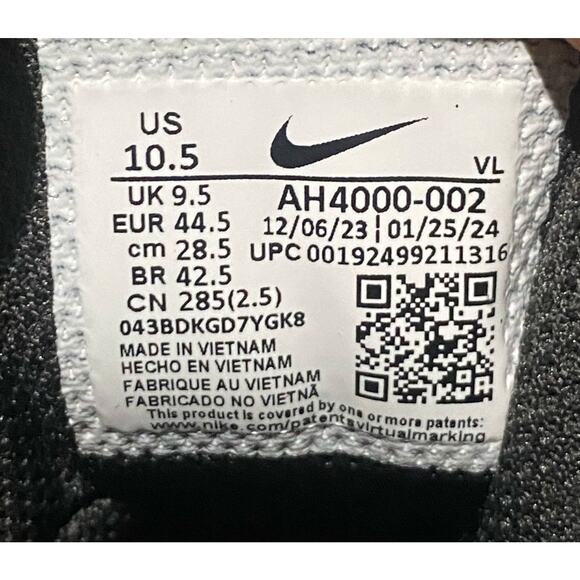 US
10.5
VL
UK 9.5
AH4000-002
EUR 44.5
12/06/23 | 01/25/24
cm 28.5
UPC 00192499211316
BR 42.5
CN 285(2.5)
043BDKGD7YGK8
MADE IN VIETNAM
HECHO EN VIETNAM
FABRIQUE AU VIETNAM
FABRICADO NO VIETNÃ
This product is covered by one or more patents:
www.nike.com/patentsvirtualmarking